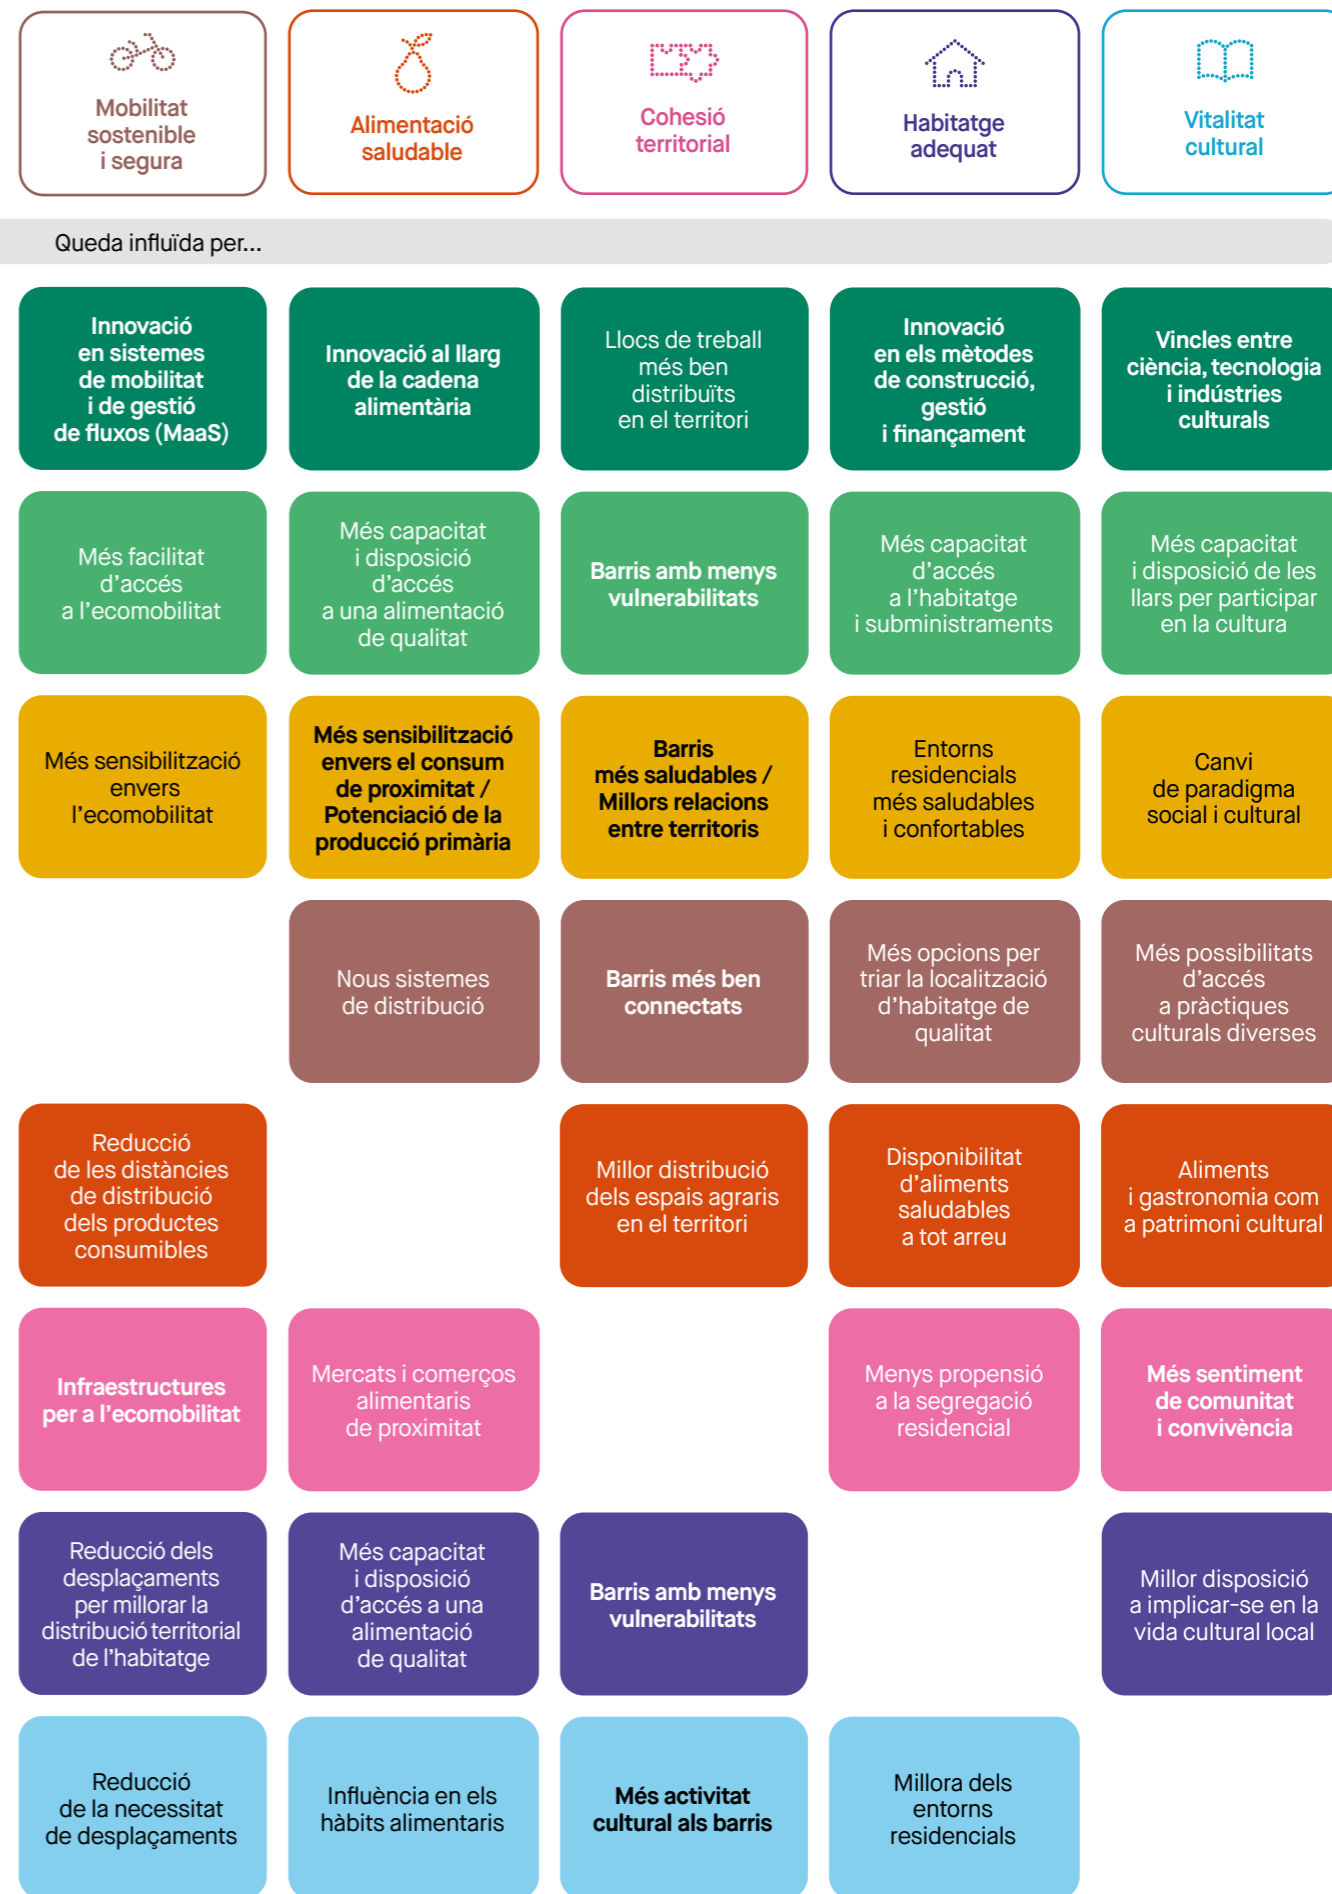 Mobilitat
sostenible
i segura
Alimentació
saludable
Cohesió
territorial
Habitatge
adequat
Vitalitat
cultural
Queda influïda per...
Innovació
en sistemes
de mobilitat
i de gestió
de fluxos (MaaS)
Innovació al llarg
de la cadena
alimentària
Llocs de treball
més ben
distribuïts
en el territori
Innovació
en els mètodes
de construcció,
gestió
i finançament
Vincles entre
ciència, tecnologia
i indústries
culturals
Més facilitat
d'accés
a l'ecomobilitat
Més capacitat
i disposició
d'accés
a una alimentació
de qualitat
Barris amb menys
vulnerabilitats
Més capacitat
d'accés
a l'habitatge
i subministraments
Més capacitat
i disposició de les
llars per participar
en la cultura
Més sensibilització
envers
l'ecomobilitat
Més sensibilització
envers el consum
de proximitat /
Potenciació de la
producció primària
Barris
més saludables /
Millors relacions
entre territoris
Entorns
residencials
més saludables
i confortables
Canvi
de paradigma
social i cultural
Nous sistemes
de distribució
Barris més ben
connectats
Més opcions per
triar la localització
d'habitatge de
qualitat
Més possibilitats
d'accés
a pràctiques
culturals diverses
Reducció
de les distàncies
de distribució
dels productes
consumibles
Millor distribució
dels espais agraris
en el territori
Disponibilitat
d'aliments
saludables
a tot arreu
Aliments
i gastronomia com
a patrimoni cultural
Infraestructures
per a l'ecomobilitat
Mercats i comerços
alimentaris
de proximitat
Menys propensió
a la segregació
residencial
Més sentiment
de comunitat
i convivència
Reducció dels
desplaçaments
per millorar la
distribució territorial
de l'habitatge
Més capacitat
i disposició
d'accés a una
alimentació
de qualitat
Barris amb menys
vulnerabilitats
Millor disposició
a implicar-se en la
vida cultural local
Reducció
de la necessitat
de desplaçaments
Influència en els
hàbits alimentaris
Més activitat
cultural als barris
Millora dels
entorns
residencials